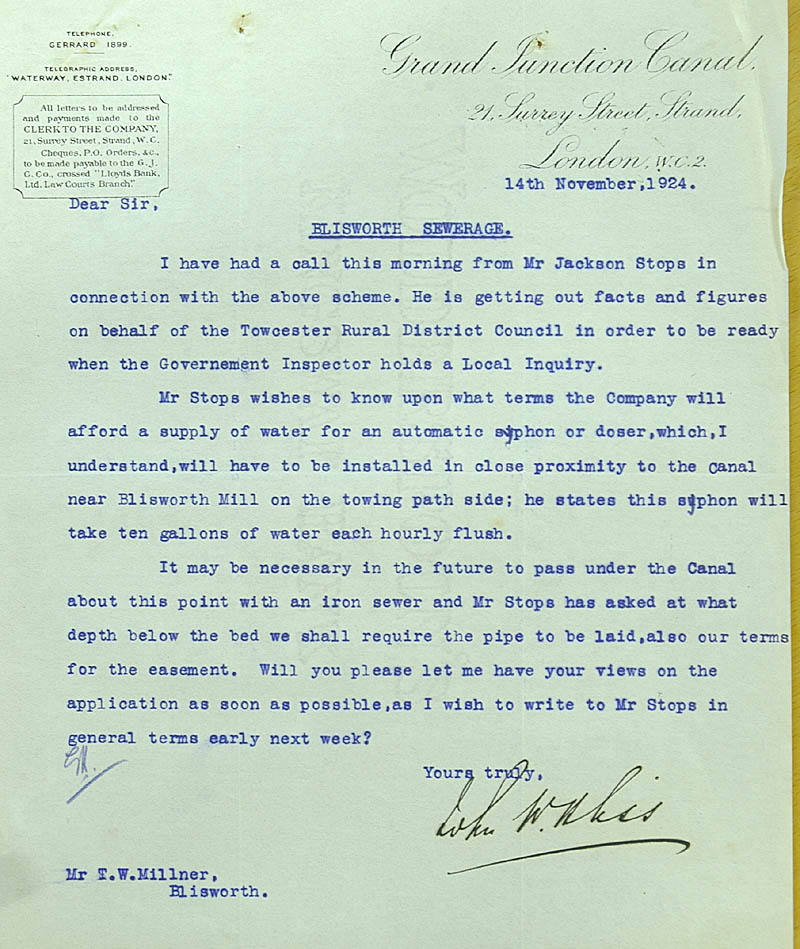 TELEPHONE,
GERRARD 1899.
TELEGRAPHIC ADDRESS,
"WATERWAY, ESTRAND. LONDON."
All letters to be addressed
and payments made to the
CLERK TO THE COMPANY,
21, Surrey Street, Strand, W.C.
Cheques, P.O. Orders, &c.,
to be made payable to the G. J.
C. Co., crossed "Lloyds Bank,
Ltd. Law Courts Branch."
Grand Junction Canal,
21, Surrey Street, Strand,
London, W.C.2.
14th November,1924.
Dear Sir,
BLISWORTH SEWERAGE.
I have had a call this morning from Mr Jackson Stops in
connection with the above scheme. He is getting out facts and figures
on behalf of the Towcester Rural District Council in order to be ready
when the Governement Inspector holds a Local Inquiry.
Mr Stops wishes to know upon what terms the Company will
afford a supply of water for an automatic syphon or doser,which,I
understand,will have to be installed in close proximity to the Canal
near Blisworth Mill on the towing path side; he states this syphon will
take ten gallons of water each hourly flush.
It may be necessary in the future to pass under the Canal
about this point with an iron sewer and Mr Stops has asked at what
depth below the bed we shall require the pipe to be laid,also our terms
for the easement. Will you please let me have your views on the
application as soon as possible,as I wish to write to Mr Stops in
general terms early next week?
Yours truly,
John W.
Mr T.W.Millner,
Blisworth.